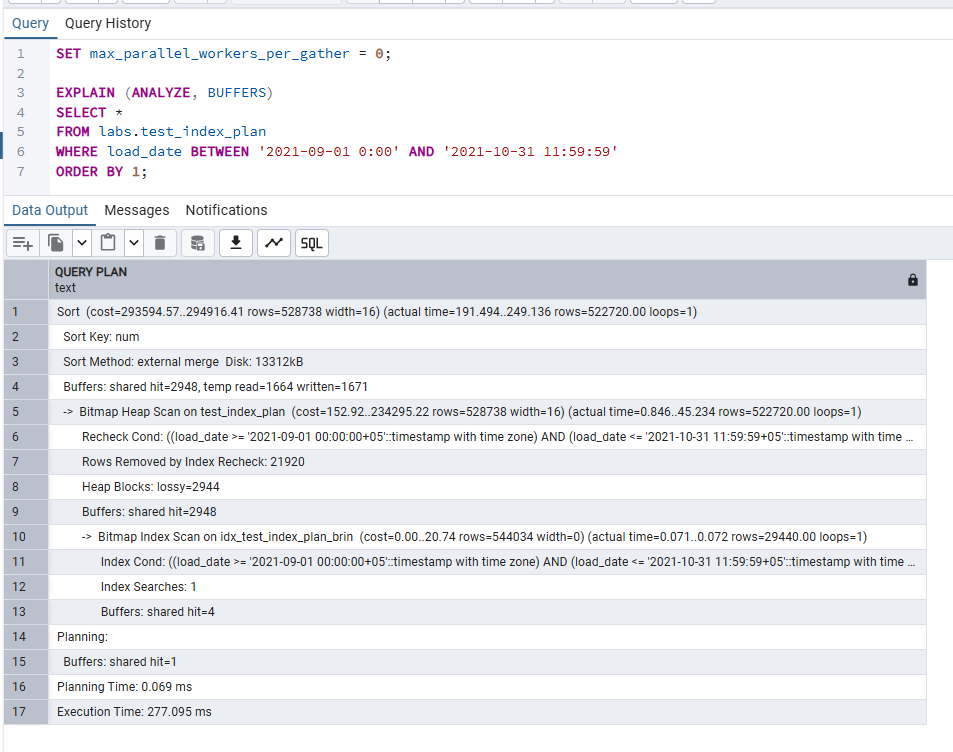 Query Query History
1 SET max_parallel_workers_per_gather = 0;
2
3 EXPLAIN (ANALYZE, BUFFERS)
4 SELECT *
5 FROM labs.test_index_plan
6 WHERE load_date BETWEEN '2021-09-01 0:00' AND '2021-10-31 11:59:59'
7 ORDER BY 1;
Data Output Messages Notifications
SQL
QUERY PLAN
text
1 Sort (cost=293594.57..294916.41 rows=528738 width=16) (actual time=191.494..249.136 rows=522720.00 loops=1)
2 Sort Key: num
3 Sort Method: external merge Disk: 13312kB
4 Buffers: shared hit=2948, temp read=1664 written=1671
5 -> Bitmap Heap Scan on test_index_plan (cost=152.92..234295.22 rows=528738 width=16) (actual time=0.846..45.234 rows=522720.00 loops=1)
6 Recheck Cond: ((load_date >= '2021-09-01 00:00:00+05'::timestamp with time zone) AND (load_date <= '2021-10-31 11:59:59+05'::timestamp with time ...
7 Rows Removed by Index Recheck: 21920
8 Heap Blocks: lossy=2944
9 Buffers: shared hit=2948
10 -> Bitmap Index Scan on idx_test_index_plan_brin (cost=0.00..20.74 rows=544034 width=0) (actual time=0.071..0.072 rows=29440.00 loops=1)
11 Index Cond: ((load_date >= '2021-09-01 00:00:00+05'::timestamp with time zone) AND (load_date <= '2021-10-31 11:59:59+05'::timestamp with time ...
12 Index Searches: 1
13 Buffers: shared hit=4
14 Planning:
15 Buffers: shared hit=1
16 Planning Time: 0.069 ms
17 Execution Time: 277.095 ms